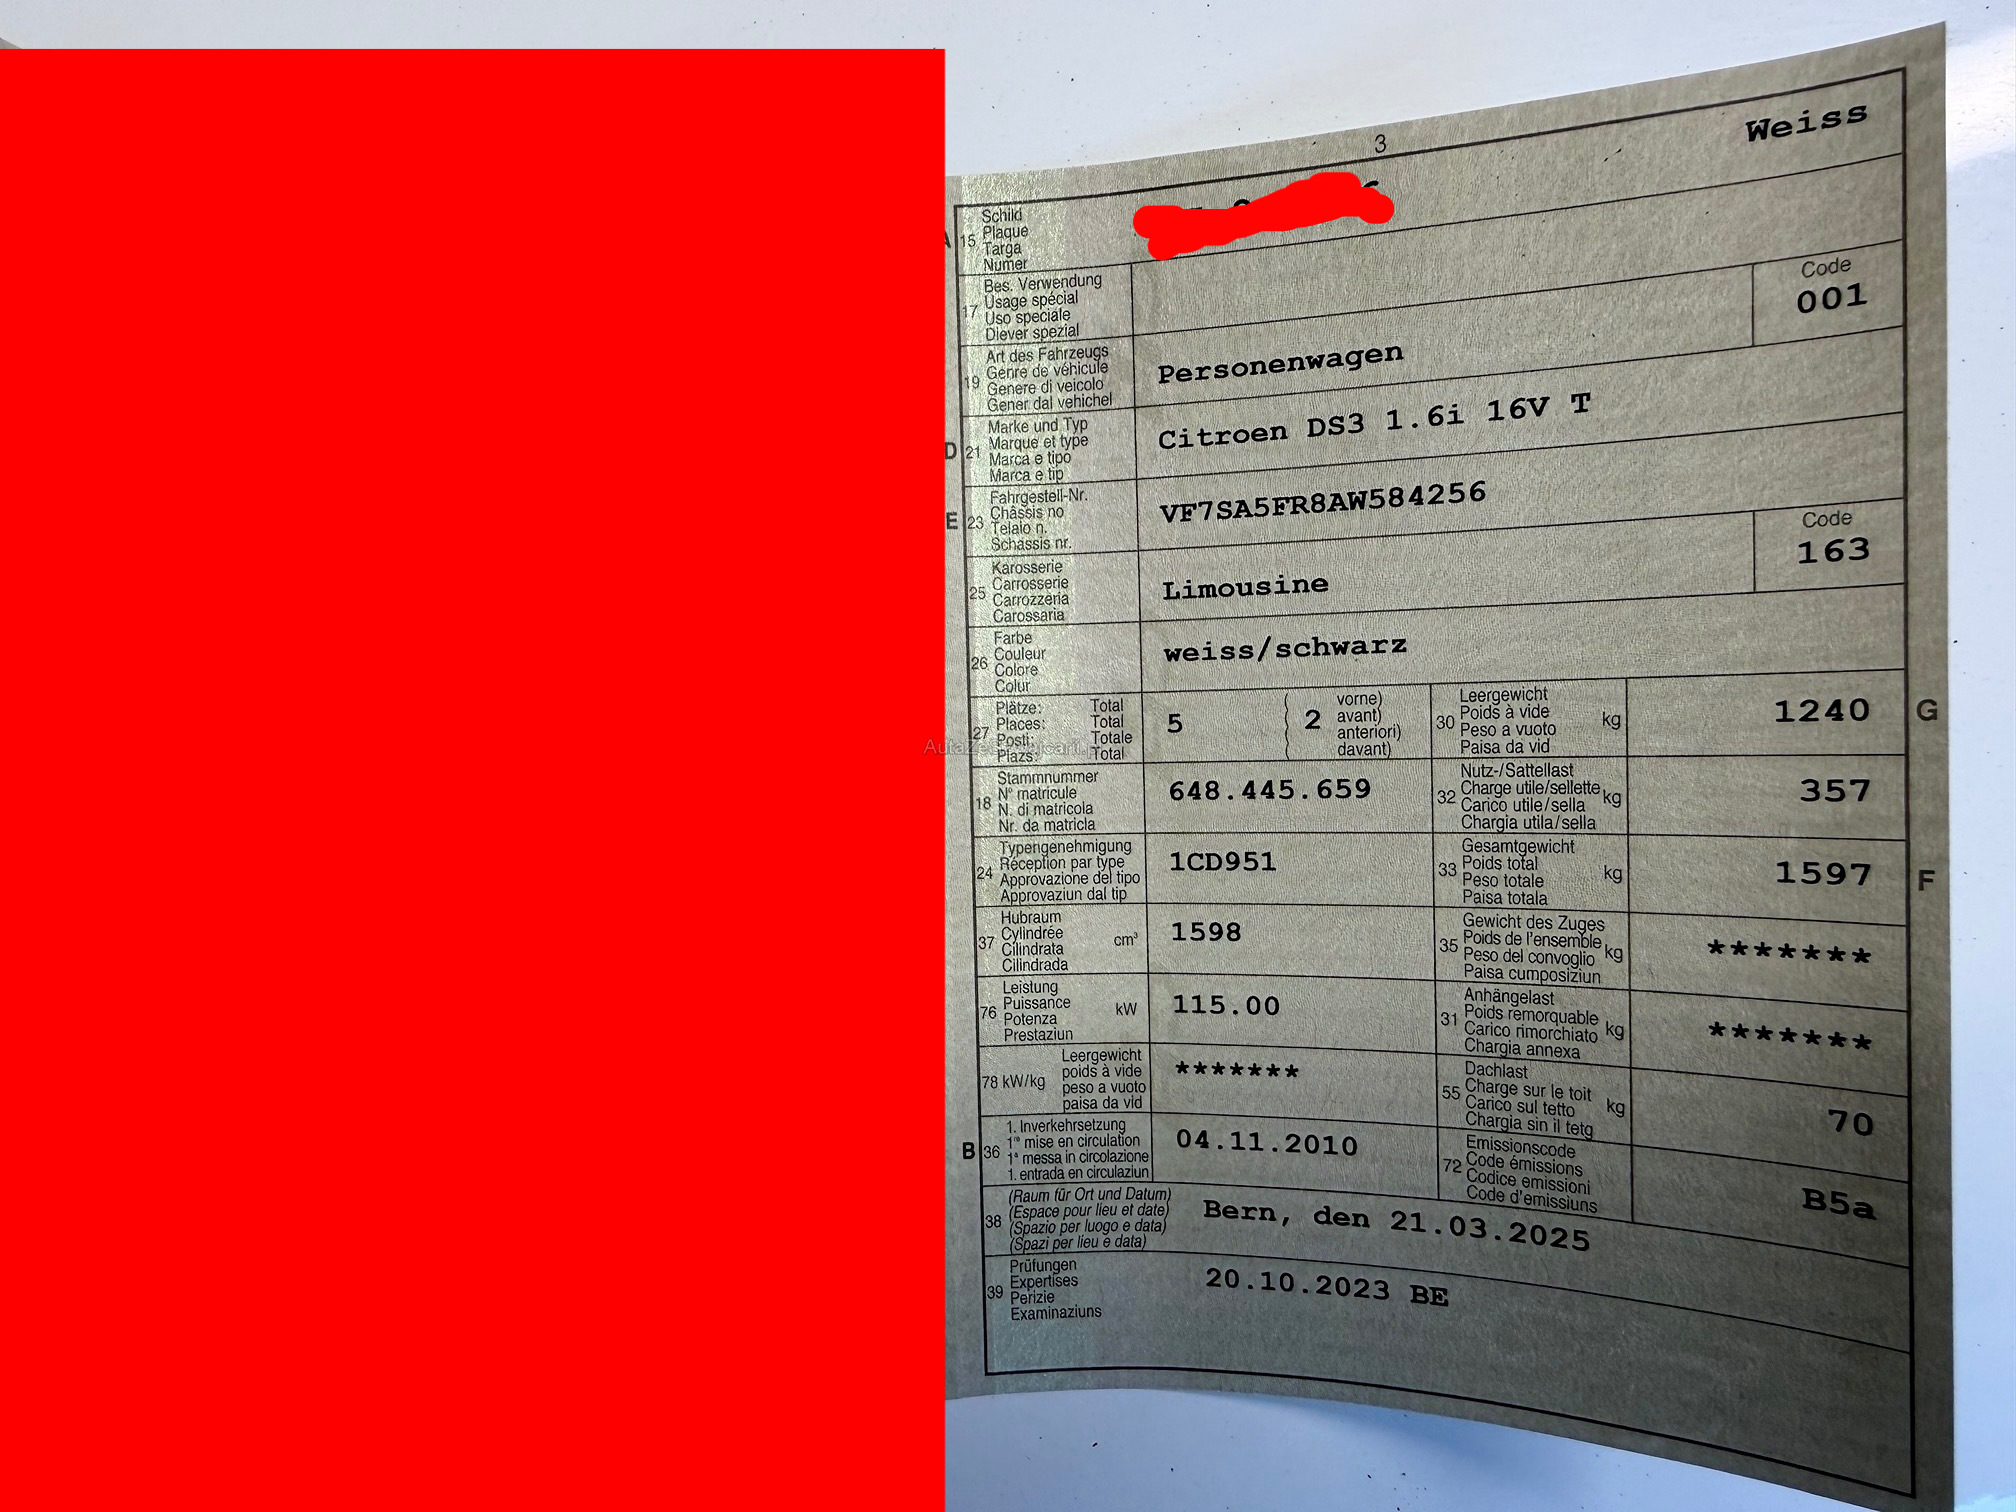 3
Weiss
A 15 Schild
Plaque
Targa
Numer
17 Bes. Verwendung
Usage spécial
Uso speciale
Diever spezial
19 Art des Fahrzeugs
Genre de véhicule
Genere di veicolo
Gener dal vehichel
Personenwagen
Code
001
D 21 Marke und Typ
Marque et type
Marca e tipo
Marca e tip
Citroen DS3 1.6i 16V T
E 23 Fahrgestell-Nr.
Châssis no
Telaio n.
Schassis nr.
VF7SA5FR8AW584256
25 Karosserie
Carrosserie
Carrozzeria
Carossaria
Limousine
Code
163
26 Farbe
Couleur
Colore
Colur
weiss/schwarz
27 Plätze: Total
Places: Total
Posti: Totale
Plazs: Total
5
2 vorne)
avant)
anteriori)
davant)
30 Leergewicht
Poids à vide
Peso a vuoto
Paisa da vid
kg
1240 G
18 Stammnummer
N° matricule
N. di matricola
Nr. da matricla
648.445.659
32 Nutz-/Sattellast
Charge utile/sellette
Carico utile/sella
Chargia utila/sella
kg
357
24 Typengenehmigung
Réception par type
Approvazione del tipo
Approvaziun dal tip
1CD951
33 Gesamtgewicht
Poids total
Peso totale
Paisa totala
kg
1597 F
37 Hubraum
Cylindrée
Cilindrata
Cilindrada
cm³
1598
35 Gewicht des Zuges
Poids de l'ensemble
Peso del convoglio
Paisa cumposiziun
kg
*******
76 Leistung
Puissance
Potenza
Prestaziun
kW
115.00
31 Anhängelast
Poids remorquable
Carico rimorchiato
Chargia annexa
kg
*******
78 kW/kg
Leergewicht
poids à vide
peso a vuoto
paisa da vid
*******
55 Dachlast
Charge sur le toit
Carico sul tetto
Chargia sin il tetg
kg
70
B 36 1. Inverkehrsetzung
1re mise en circulation
1a messa in circolazione
1. entrada en circulaziun
04.11.2010
72 Emissionscode
Code émissions
Codice emissioni
Code d'emissiuns
B5a
38 (Raum für Ort und Datum)
(Espace pour lieu et date)
(Spazio per luogo e data)
(Spazi per lieu e data)
Bern, den 21.03.2025
39 Prüfungen
Expertises
Perizie
Examinaziuns
20.10.2023 BE